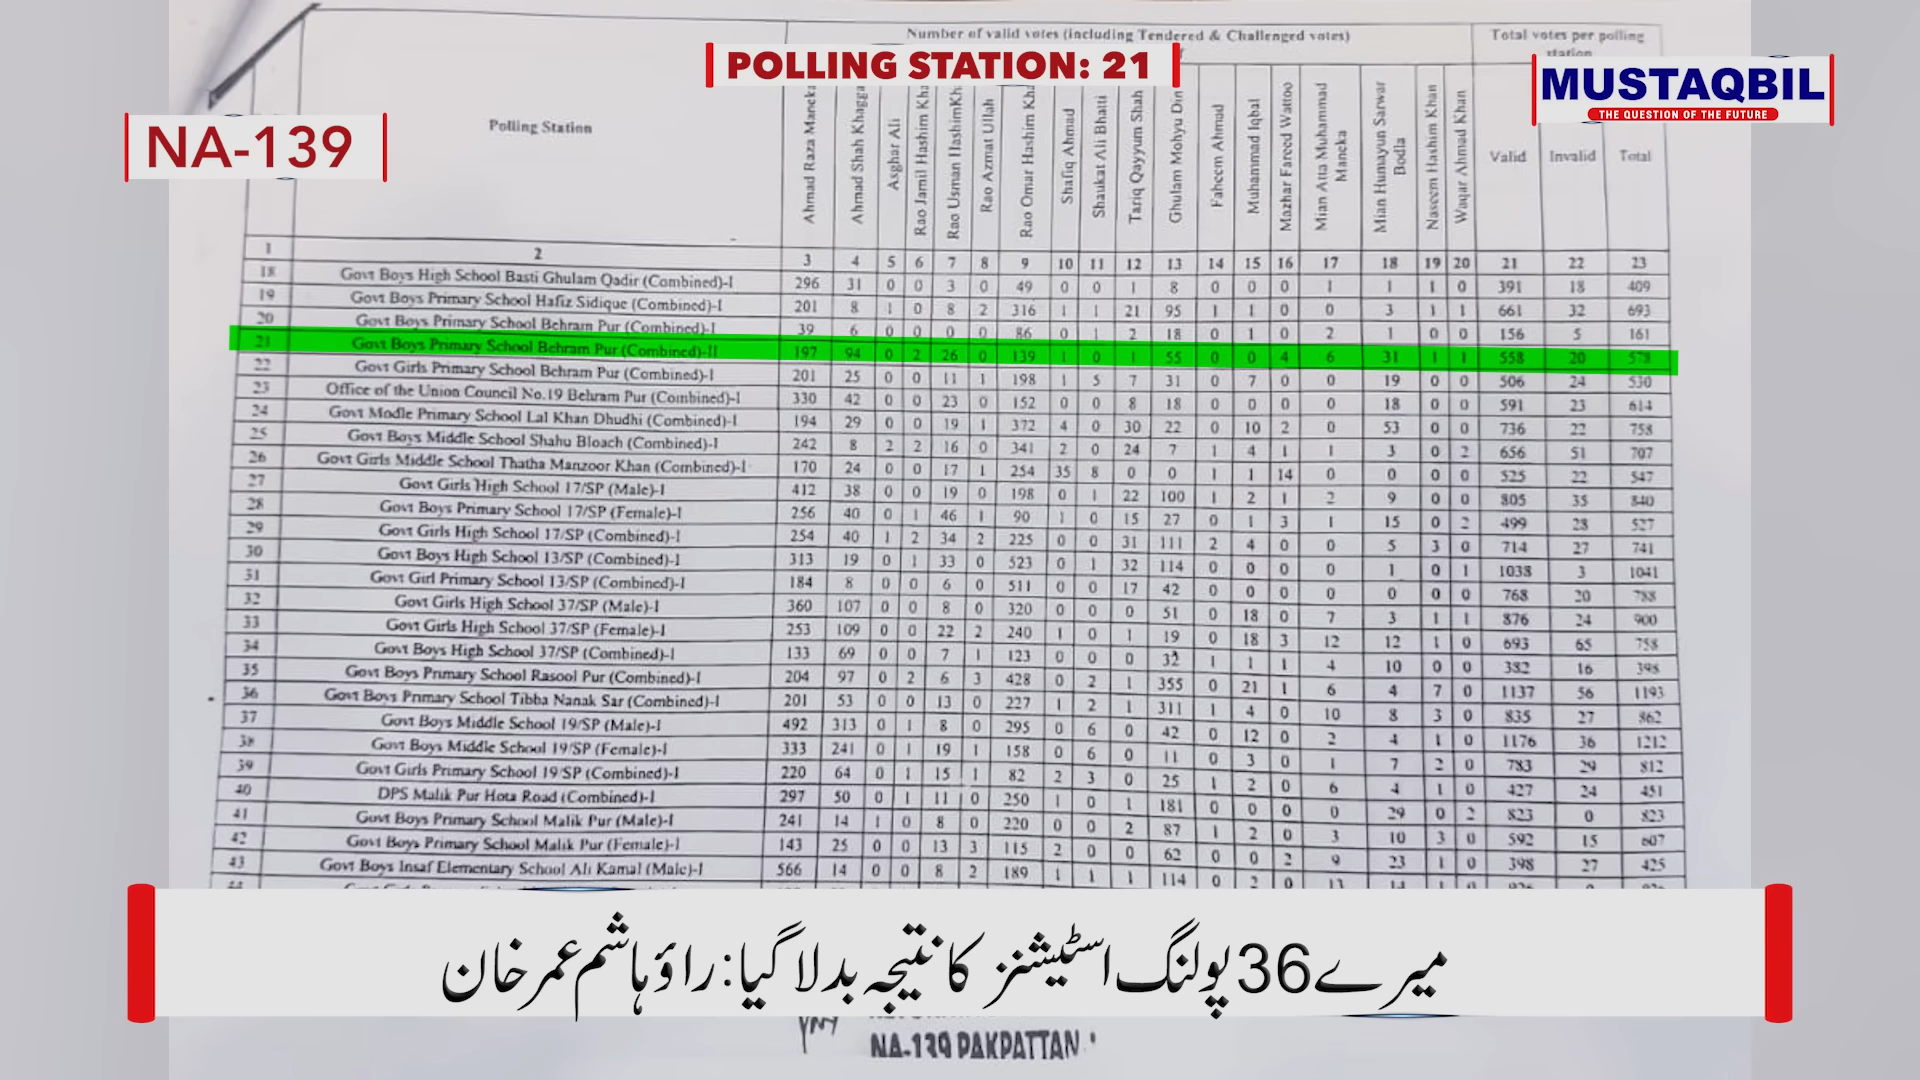 Number of valid votes (including Tendered & Challenged votes)
Total votes per polling station
POLLING STATION: 21
MUSTAQBIL
THE QUESTION OF THE FUTURE
NA-139
Polling Station
Ahmad Raza Maneka
Ahmad Shah Khagga
Asghar Ali
Rao Jamil Hashim Kha
Rao Usman HashimKh
Rao Azmat Ullah
Rao Omar Hashim Kha
Shafiq Ahmad
Shaukat Ali Bhatti
Tariq Qayyum Shah
Ghulam Mohyu Din
Faheem Ahmad
Muhammad Iqbal
Mazhar Fareed Wattoo
Mian Atta Muhammad Maneka
Mian Humayun Sarwar Bodla
Naseem Hashim Khan
Waqar Ahmad Khan
Valid Invalid Total
1 2 3 4 5 6 7 8 9 10 11 12 13 14 15 16 17 18 19 20 21 22 23
18 Govt Boys High School Basti Ghulam Qadir (Combined)-I 296 31 0 0 3 0 49 0 0 1 8 0 0 0 1 1 1 0 391 18 409
19 Govt Boys Primary School Hafiz Sidique (Combined)-I 201 8 1 0 8 2 316 1 1 21 95 1 1 0 0 3 1 1 661 32 693
20 Govt Boys Primary School Behram Pur (Combined)-I 39 6 0 0 0 0 86 0 1 2 18 0 1 0 2 1 0 0 156 5 161
21 Govt Boys Primary School Behram Pur (Combined)-II 197 94 0 2 26 0 139 1 0 1 55 0 0 4 6 31 1 1 558 20 578
22 Govt Girls Primary School Behram Pur (Combined)-I 201 25 0 0 11 1 198 1 5 7 31 0 7 0 0 19 0 0 506 24 530
23 Office of the Union Council No.19 Behram Pur (Combined)-I 330 42 0 0 23 0 152 0 0 8 18 0 0 0 0 18 0 0 591 23 614
24 Govt Modle Primary School Lal Khan Dhudhi (Combined)-I 194 29 0 0 19 1 372 4 0 30 22 0 10 2 0 53 0 0 736 22 758
25 Govt Boys Middle School Shahu Bloach (Combined)-I 242 8 2 2 16 0 341 2 0 24 7 1 4 1 1 3 0 2 656 51 707
26 Govt Girls Middle School Thatha Manzoor Khan (Combined)-I 170 24 0 0 17 1 254 35 8 0 0 1 1 14 0 0 0 0 525 22 547
27 Govt Girls High School 17/SP (Male)-I 412 38 0 0 19 0 198 0 1 22 100 1 2 1 2 9 0 0 805 35 840
28 Govt Boys Primary School 17/SP (Female)-I 256 40 0 1 46 1 90 1 0 15 27 0 1 3 1 15 0 2 499 28 527
29 Govt Girls High School 17/SP (Combined)-I 254 40 1 2 34 2 225 0 0 31 111 2 4 0 0 5 3 0 714 27 741
30 Govt Boys High School 13/SP (Combined)-I 313 19 0 1 33 0 523 0 1 32 114 0 0 0 0 1 0 1 1038 3 1041
31 Govt Girl Primary School 13/SP (Combined)-I 184 8 0 0 6 0 511 0 0 17 42 0 0 0 0 0 0 0 768 20 788
32 Govt Girls High School 37/SP (Male)-I 360 107 0 0 8 0 320 0 0 0 51 0 18 0 7 3 1 1 876 24 900
33 Govt Girls High School 37/SP (Female)-I 253 109 0 0 22 2 240 1 0 1 19 0 18 3 12 12 1 0 693 65 758
34 Govt Boys High School 37/SP (Combined)-I 133 69 0 0 7 1 123 0 0 0 32 1 1 1 4 10 0 0 382 16 398
35 Govt Boys Primary School Rasool Pur (Combined)-I 204 97 0 2 6 3 428 0 2 1 355 0 21 1 6 4 7 0 1137 56 1193
36 Govt Boys Primary School Tibba Nanak Sar (Combined)-I 201 53 0 0 13 0 227 1 2 1 311 1 4 0 10 8 3 0 835 27 862
37 Govt Boys Middle School 19/SP (Male)-I 492 313 0 1 8 0 295 0 6 0 42 0 12 0 2 4 1 0 1176 36 1212
38 Govt Boys Middle School 19/SP (Female)-I 333 241 0 1 19 1 158 0 6 0 11 0 3 0 1 7 2 0 783 29 812
39 Govt Girls Primary School 19/SP (Combined)-I 220 64 0 1 15 1 82 2 3 0 25 1 2 0 6 4 1 0 427 24 451
40 DPS Malik Pur Hota Road (Combined)-I 297 50 0 1 11 0 250 1 0 1 181 0 0 0 0 29 0 2 823 0 823
41 Govt Boys Primary School Malik Pur (Male)-I 241 14 1 0 8 0 220 0 0 2 87 1 2 0 3 10 3 0 592 15 607
42 Govt Boys Primary School Malik Pur (Female)-I 143 25 0 0 13 3 115 2 0 0 62 0 0 2 9 23 1 0 398 27 425
43 Govt Boys Insaf Elementary School Ali Kamal (Male)-I 566 14 0 0 8 2 189 1 1 1 114 0 2 0 13 14 1 0
میرے 36 پولنگ اسٹیشنز کا نتیجہ بدلا گیا: راؤ ہاشم عمر خان
NA-139 PAKPATTAN